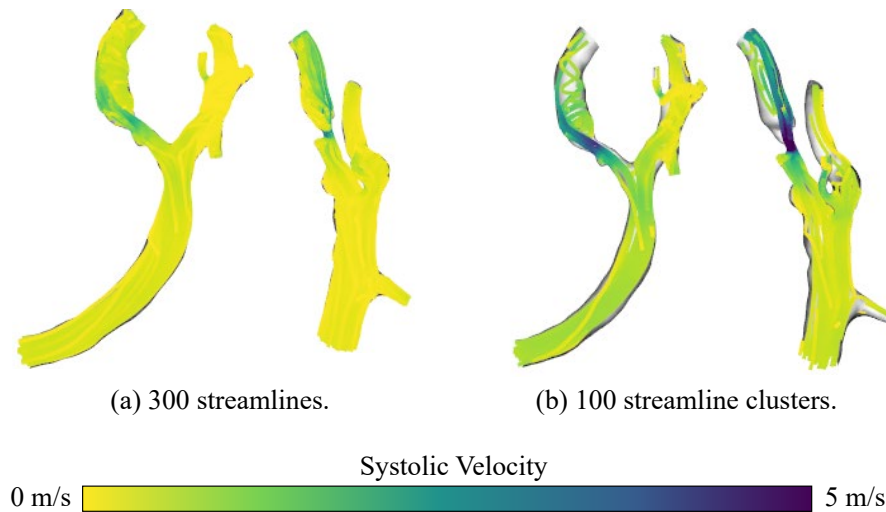 (a) 300 streamlines.
(b) 100 streamline clusters.
Systolic Velocity
0 m/s
5 m/s